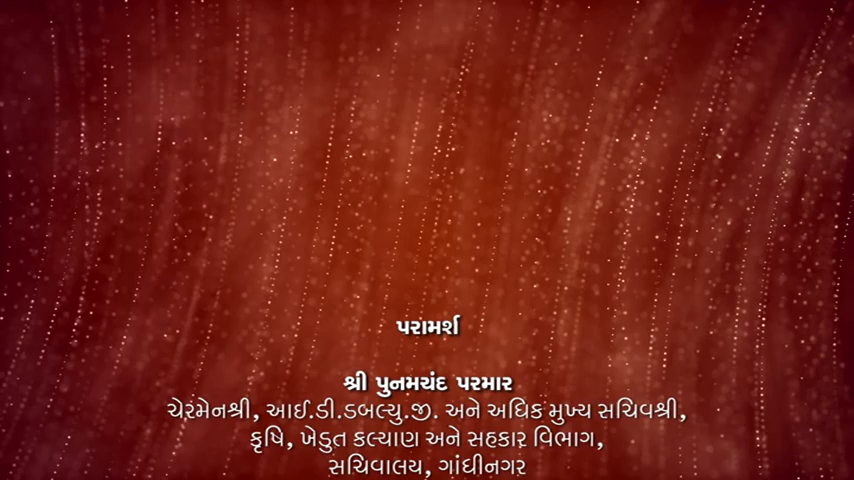 પરામર્શ
શ્રી પુનમચંદ પરમાર
ચેરમેનશ્રી, આઈ.ડી.ડબલ્યુ.જી. અને અધિક મુખ્ય સચિવશ્રી,
કૃષિ, ખેડુત કલ્યાણ અને સહકાર વિભાગ,
સચિવાલય, ગાંધીનગર